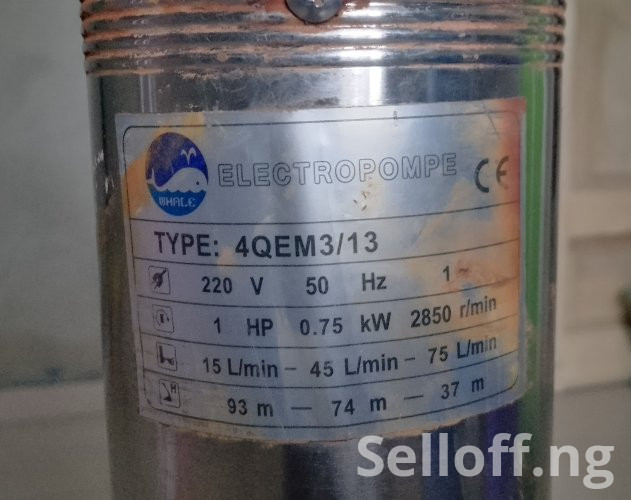 WHALE
ELECTROPOMPE CE
TYPE: 4QEM3/13
220 V 50 Hz 1~
1 HP 0.75 kW 2850 r/min
15 L/min – 45 L/min – 75 L/min
H
93 m — 74 m — 37 m
Selloff.ng